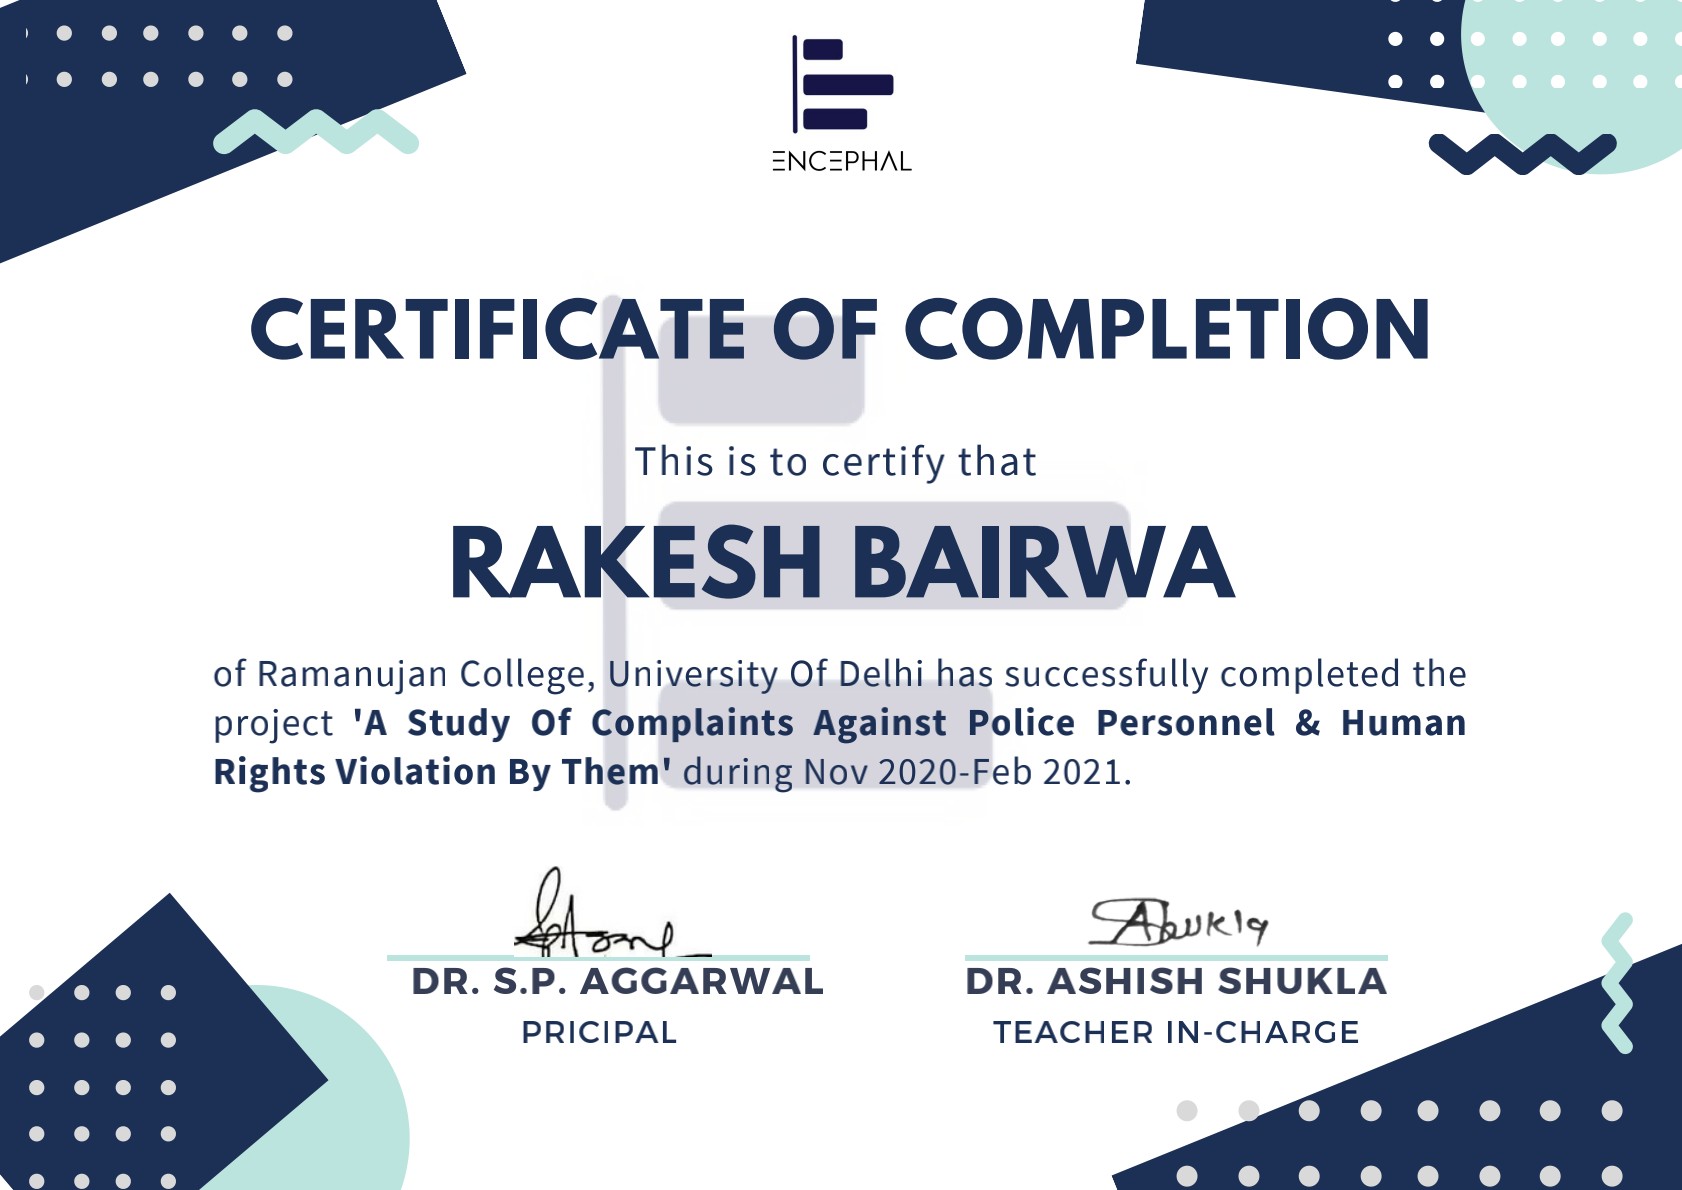 ENCEPHAL
CERTIFICATE OF COMPLETION
This is to certify that
RAKESH BAIRWA
of Ramanujan College, University Of Delhi has successfully completed the
project 'A Study Of Complaints Against Police Personnel & Human
Rights Violation By Them' during Nov 2020-Feb 2021.
DR. S.P. AGGARWAL
PRICIPAL
AShukla
DR. ASHISH SHUKLA
TEACHER IN-CHARGE